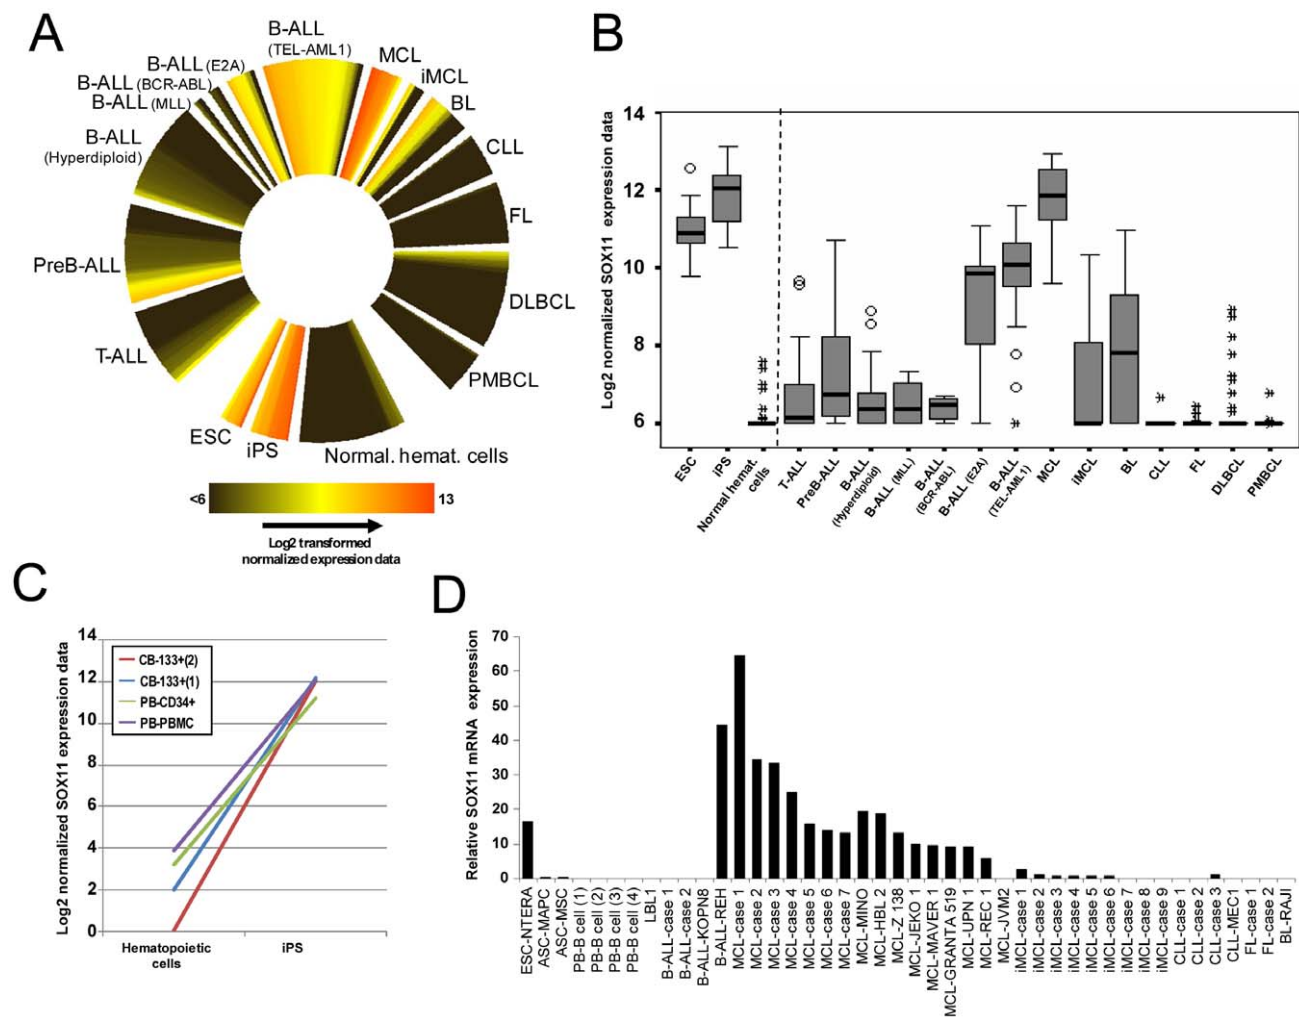 A
B-ALL
(TEL-AML1)
MCL
iMCL
BL
CLL
FL
DLBCL
PMBCL
Normal. hemat. cells
iPS
ESC
T-ALL
PreB-ALL
B-ALL
(Hyperdiploid)
B-ALL (MLL)
B-ALL (BCR-ABL)
B-ALL (E2A)
<6
13
Log2 transformed
normalized expression data
B
Log2 normalized SOX11 expression data
14
12
10
8
6
ESC
iPS
Normal hemat.
cells
T-ALL
PreB-ALL
B-ALL
(Hyperdiploid)
B-ALL (MLL)
B-ALL
(BCR-ABL)
B-ALL (E2A)
B-ALL
(TEL-AML1)
MCL
iMCL
BL
CLL
FL
DLBCL
PMBCL
C
Log2 normalized SOX11 expression data
14
12
10
8
6
4
2
0
CB-133+(2)
CB-133+(1)
PB-CD34+
PB-PBMC
Hematopoietic
cells
iPS
D
Relative SOX11 mRNA expression
70
60
50
40
30
20
10
0
ESC-NTERA
ASC-MAPC
ASC-MSC
PB-B cell (1)
PB-B cell (2)
PB-B cell (3)
PB-B cell (4)
LBL1
B-ALL-case 1
B-ALL-case 2
B-ALL-KOPN8
B-ALL-REH
MCL-case 1
MCL-case 2
MCL-case 3
MCL-case 4
MCL-case 5
MCL-case 6
MCL-case 7
MCL-MINO
MCL-HBL 2
MCL-Z 138
MCL-JEKO 1
MCL-MAVER 1
MCL-GRANTA 519
MCL-UPN 1
MCL-REC 1
MCL-JVM2
iMCL-case 1
iMCL-case 2
iMCL-case 3
iMCL-case 4
iMCL-case 5
iMCL-case 6
iMCL-case 7
iMCL-case 8
iMCL-case 9
CLL-case 1
CLL-case 2
CLL-case 3
CLL-MEC1
FL-case 1
FL-case 2
BL-RAJI